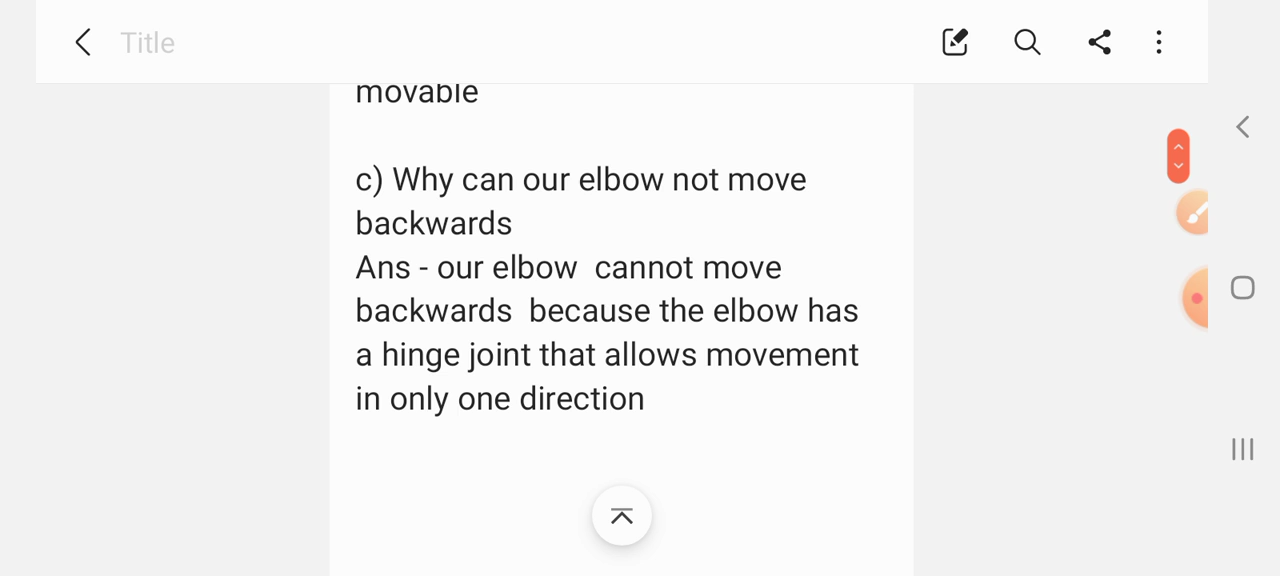 Title
movable
c) Why can our elbow not move
backwards
Ans - our elbow  cannot move
backwards  because the elbow has
a hinge joint that allows movement
in only one direction